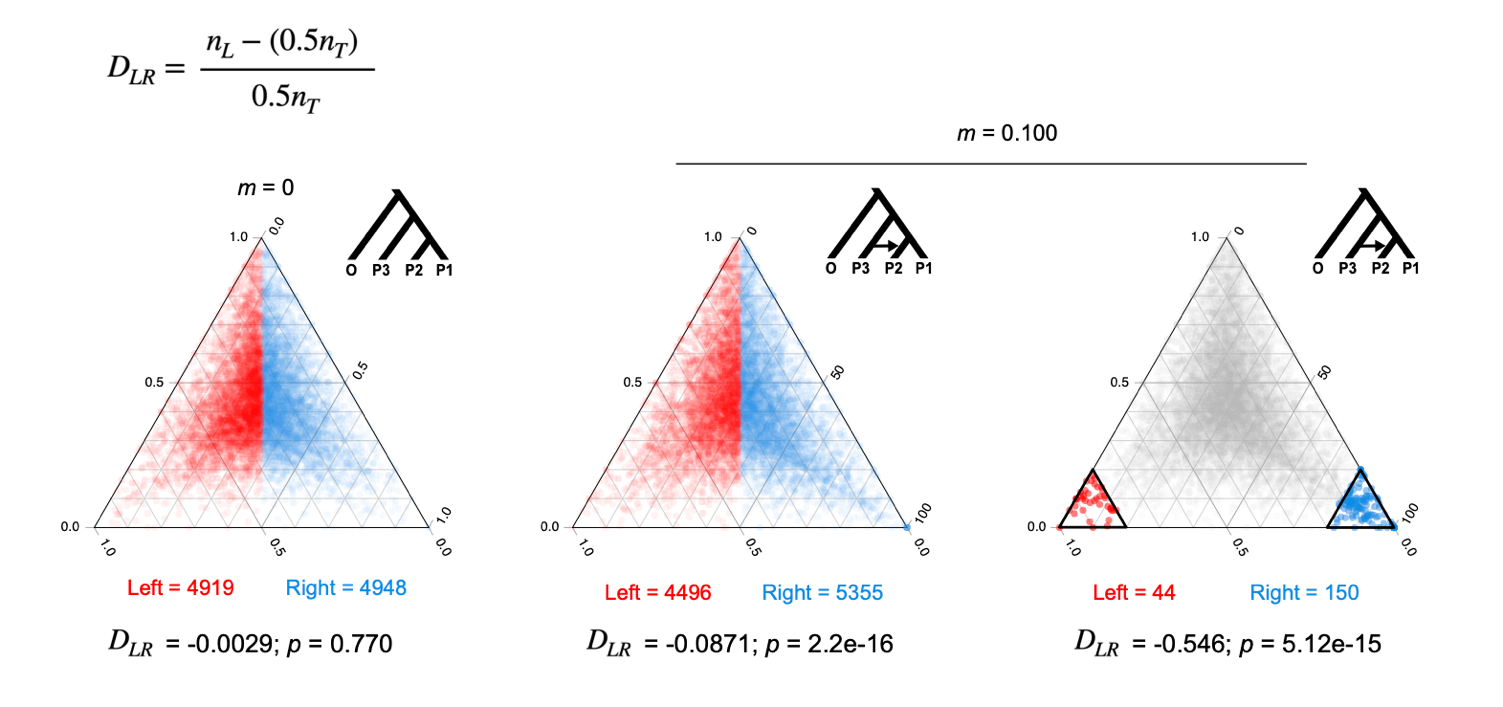 D_LR = (n_L − (0.5n_T)) / 0.5n_T
m = 0.100
m = 0
1.0 0.0
1.0 0
1.0 0
O P3 P2 P1
O P3 P2 P1
O P3 P2 P1
0.5 0.5
0.5 50
0.5 50
0.0 1.0
0.0 100
0.0 100
1.0 0.5 0.0
1.0 0.5 0.0
1.0 0.5 0.0
Left = 4919 Right = 4948
Left = 4496 Right = 5355
Left = 44 Right = 150
D_LR = -0.0029; p = 0.770
D_LR = -0.0871; p = 2.2e-16
D_LR = -0.546; p = 5.12e-15